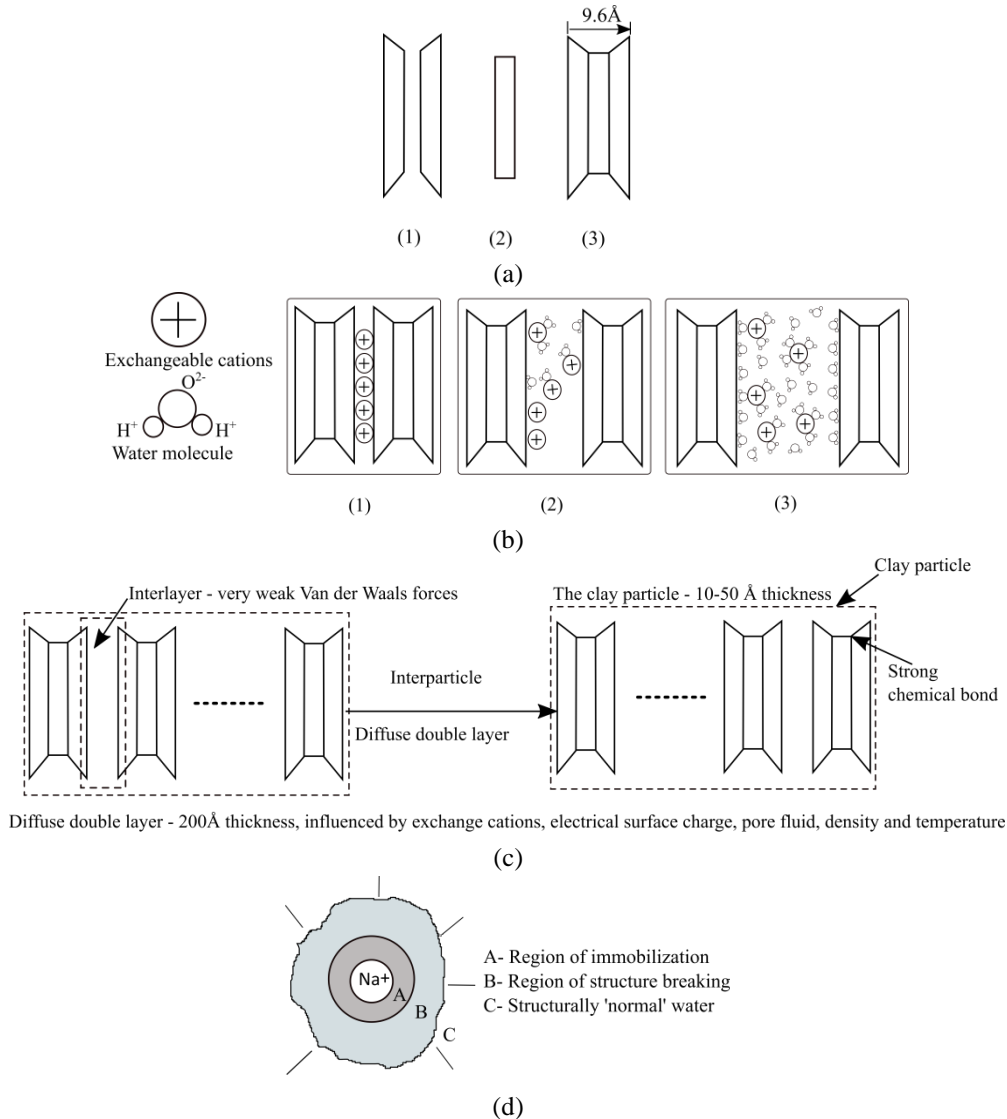 9.6Å
(1)
(2)
(3)
(a)
Exchangeable cations
O2-
H+
H+
Water molecule
(1)
(2)
(3)
(b)
Interlayer - very weak Van der Waals forces
The clay particle - 10-50 Å thickness
Clay particle
Strong
chemical bond
Interparticle
Diffuse double layer
Diffuse double layer - 200Å thickness, influenced by exchange cations, electrical surface charge, pore fluid, density and temperature
(c)
Na+
A
B
C
A- Region of immobilization
B- Region of structure breaking
C- Structurally 'normal' water
(d)